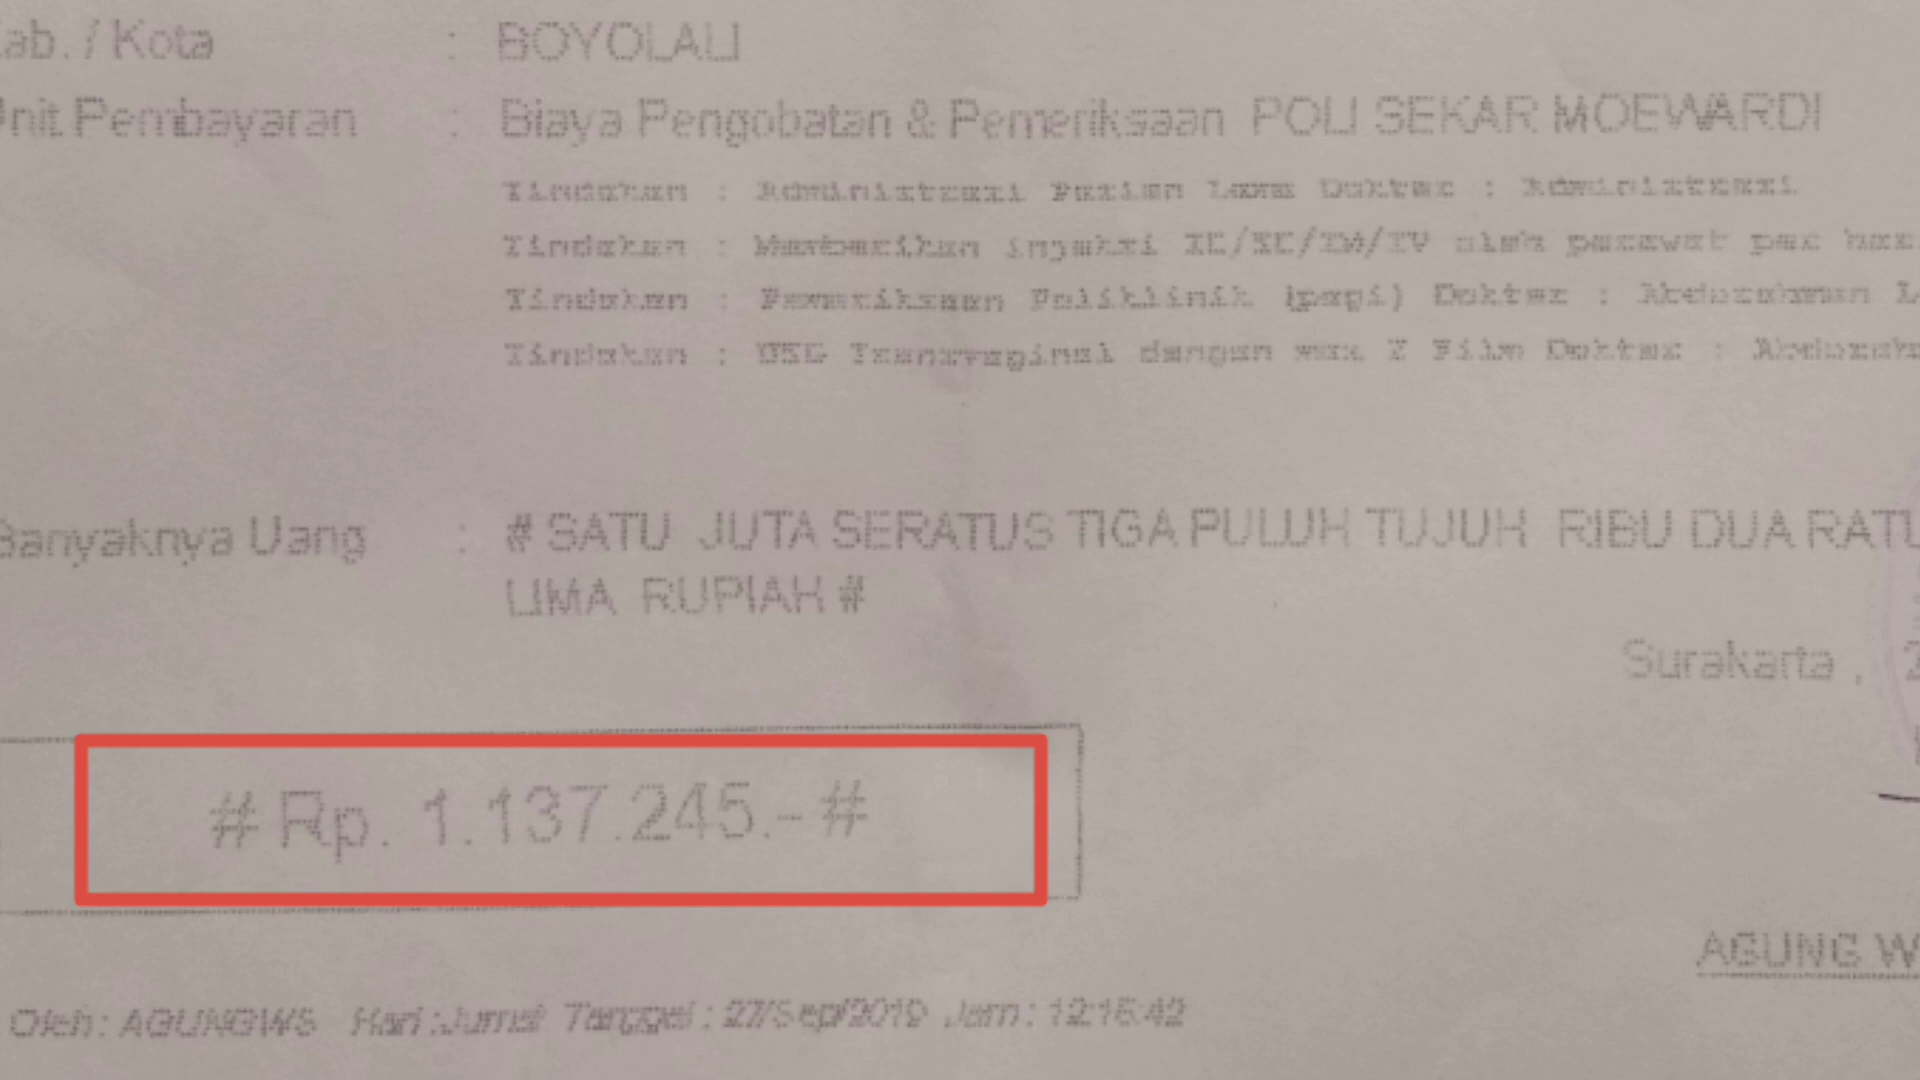 ab. / Kota : BOYOLALI
Unit Pembayaran : Biaya Pengobatan & Pemeriksaan POLI SEKAR MOEWARDI
Tindakan : Administrasi Pasien Lama Dokter : Administrasi
Tindakan : Memberikan injeksi IC/SC/IM/IV oleh perawat per
Tindakan : Pemeriksaan Poliklinik (pagi) Dokter :
Tindakan : USG Transvaginal dengan 2 Film Dokter :
Banyaknya Uang : # SATU JUTA SERATUS TIGA PULUH TUJUH RIBU DUA RATU
LIMA RUPIAH #
Surakarta , 2
# Rp. 1.137.245.- #
AGUNG W
Oleh : AGUNGWS Hari : Jumat Tanggal : 27/Sep/2019 Jam : 12:15:42